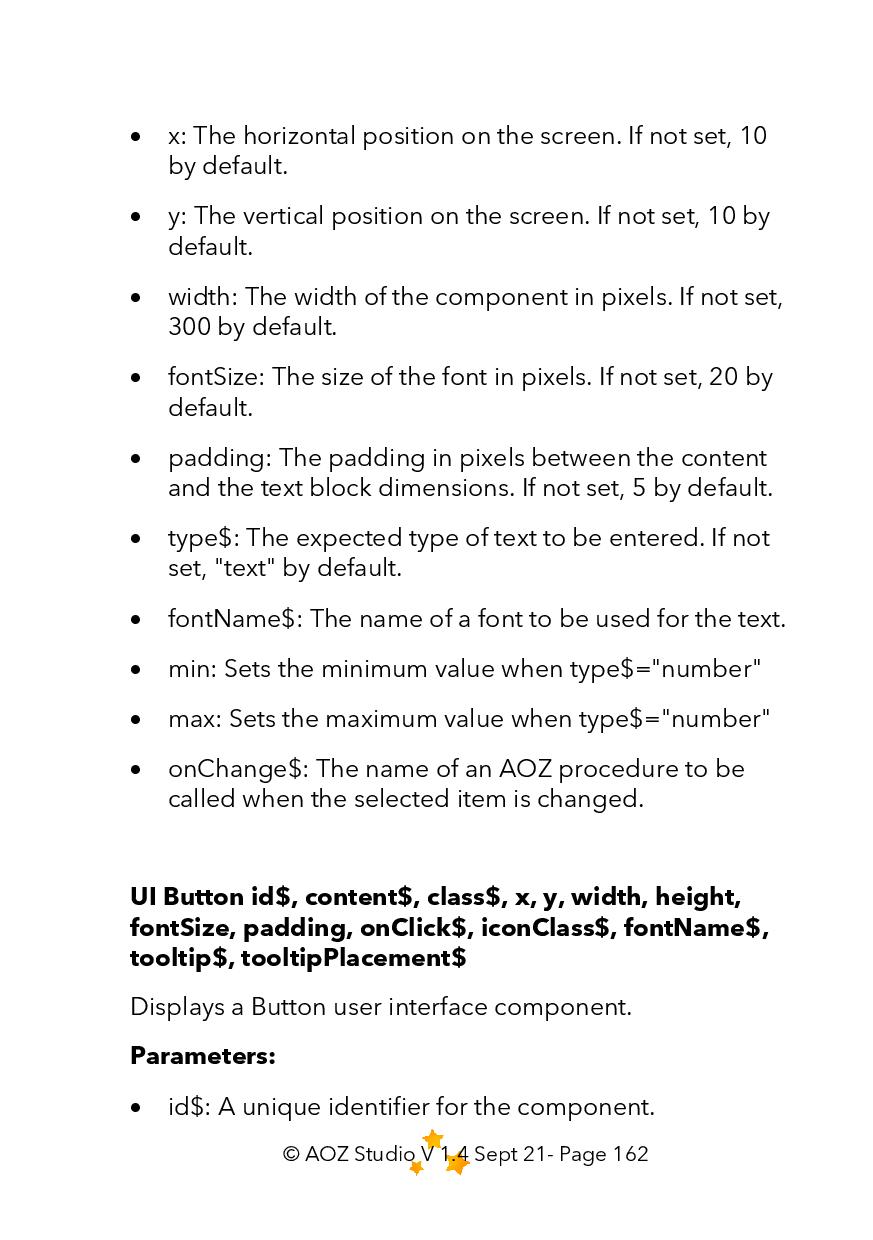 • x: The horizontal position on the screen. If not set, 10
by default.
• y: The vertical position on the screen. If not set, 10 by
default.
• width: The width of the component in pixels. If not set,
300 by default.
• fontSize: The size of the font in pixels. If not set, 20 by
default.
• padding: The padding in pixels between the content
and the text block dimensions. If not set, 5 by default.
• type$: The expected type of text to be entered. If not
set, "text" by default.
• fontName$: The name of a font to be used for the text.
• min: Sets the minimum value when type$="number"
• max: Sets the maximum value when type$="number"
• onChange$: The name of an AOZ procedure to be
called when the selected item is changed.
UI Button id$, content$, class$, x, y, width, height,
fontSize, padding, onClick$, iconClass$, fontName$,
tooltip$, tooltipPlacement$
Displays a Button user interface component.
Parameters:
• id$: A unique identifier for the component.
© AOZ Studio V 1.4 Sept 21- Page 162